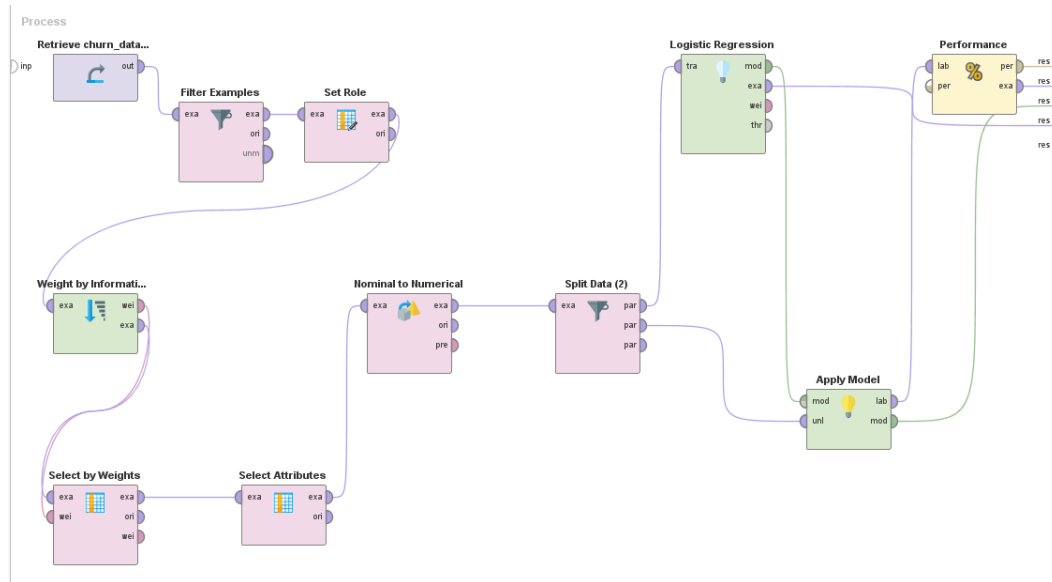 Process
Retrieve churn_data...
inp
out
Filter Examples
exa exa
ori
unm
Set Role
exa exa
ori
Logistic Regression
tra mod
exa
wei
thr
Performance
%
lab per
per exa
res
res
res
res
Weight by Informati...
exa wei
exa
Nominal to Numerical
exa exa
ori
pre
Split Data (2)
exa par
par
par
Apply Model
mod lab
unl mod
Select by Weights
exa exa
wei ori
wei
Select Attributes
exa exa
ori